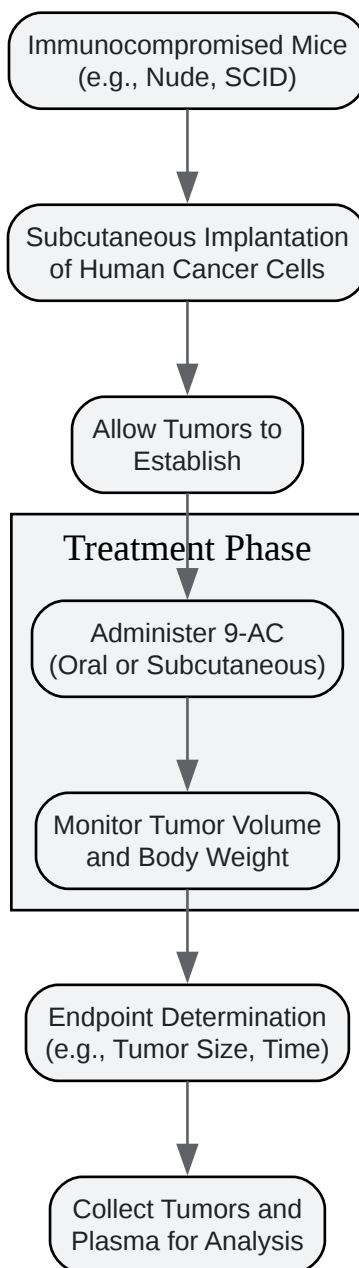 Immunocompromised Mice
(e.g., Nude, SCID)
Subcutaneous Implantation
of Human Cancer Cells
Allow Tumors to
Establish
Treatment Phase
Administer 9-AC
(Oral or Subcutaneous)
Monitor Tumor Volume
and Body Weight
Endpoint Determination
(e.g., Tumor Size, Time)
Collect Tumors and
Plasma for Analysis